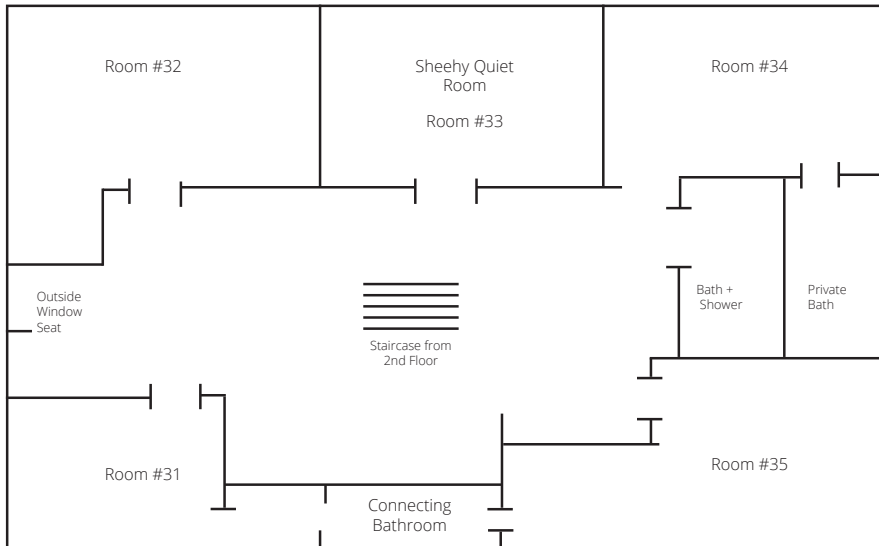 Room #32
Sheehy Quiet
Room
Room #33
Room #34
Outside
Window
Seat
Staircase from
2nd Floor
Bath +
Shower
Private
Bath
Room #31
Connecting
Bathroom
Room #35